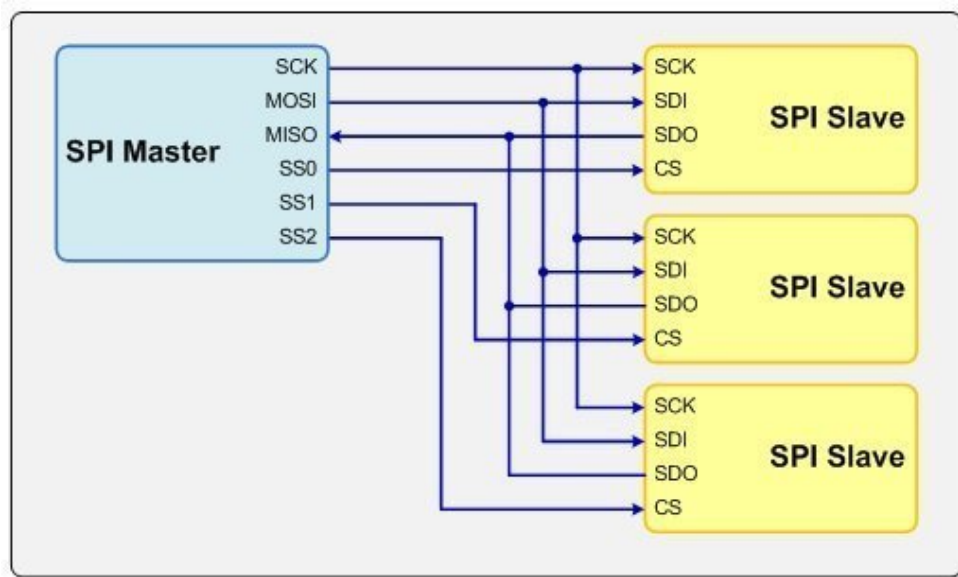 SPI Master
SCK
MOSI
MISO
SS0
SS1
SS2
SCK
SDI
SDO
CS
SPI Slave
SCK
SDI
SDO
CS
SPI Slave
SCK
SDI
SDO
CS
SPI Slave